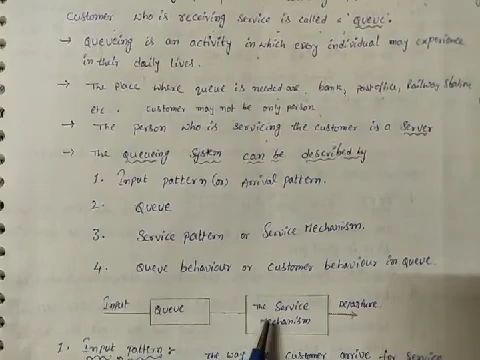 Customer who is receiving service is called a Queue.
→ Queueing is an activity in which every individual may experience
in their daily lives.
→ The place where queue is needed are, bank, postoffice, Railway Station
etc. Customer may not be only person.
→ The person who is servicing the customer is a Server
→ The Queueing System can be described by
1. Input pattern (or) Arrival pattern.
2. Queue
3. Service pattern or Service Mechanism.
4. Queue behaviour or customer behaviour in Queue.
Input Queue The Service Departure
Mechanism
1. Input pattern: The way customer arrive for service